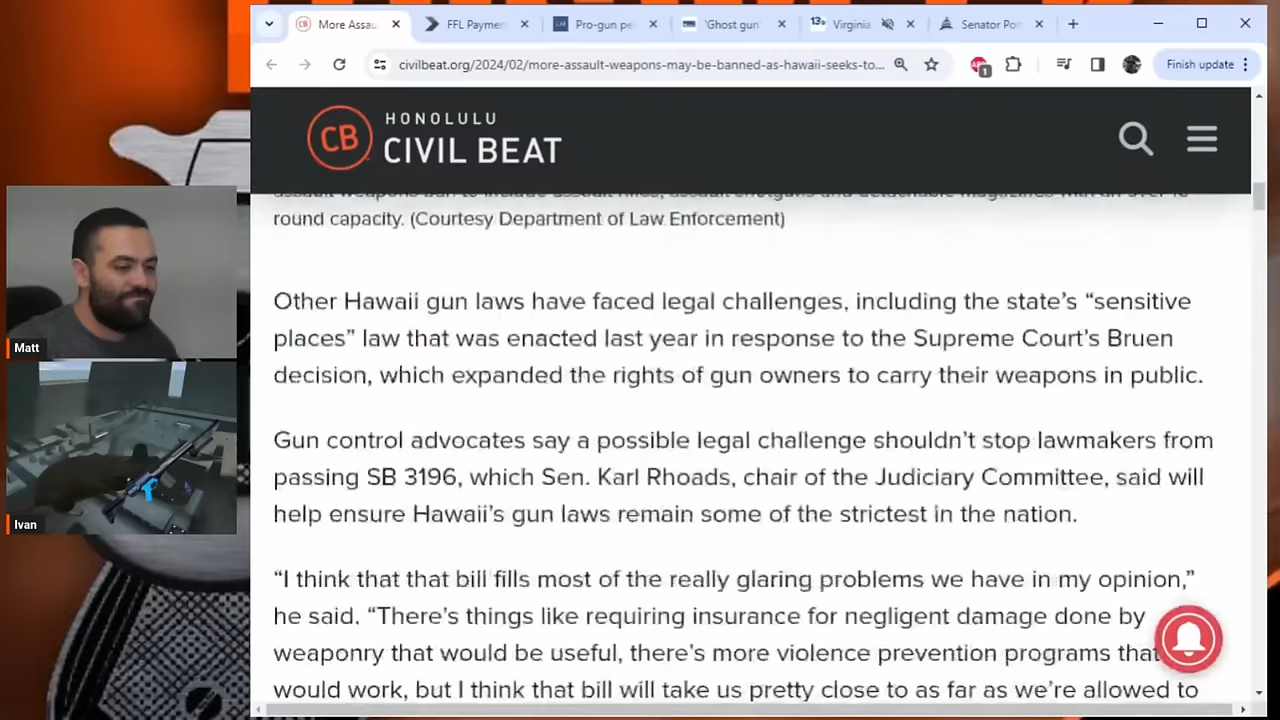 More Assau
FFL Payme
Pro-gun pe
'Ghost gun'
Virginia
Senator Po
civilbeat.org/2024/02/more-assault-weapons-may-be-banned-as-hawaii-seeks-to...
1
Finish update
CB
HONOLULU
CIVIL BEAT
round capacity. (Courtesy Department of Law Enforcement)
Other Hawaii gun laws have faced legal challenges, including the state's “sensitive
places” law that was enacted last year in response to the Supreme Court's Bruen
decision, which expanded the rights of gun owners to carry their weapons in public.
Gun control advocates say a possible legal challenge shouldn't stop lawmakers from
passing SB 3196, which Sen. Karl Rhoads, chair of the Judiciary Committee, said will
help ensure Hawaii's gun laws remain some of the strictest in the nation.
“I think that that bill fills most of the really glaring problems we have in my opinion,”
he said. “There's things like requiring insurance for negligent damage done by
weaponry that would be useful, there's more violence prevention programs that
would work, but I think that bill will take us pretty close to as far as we're allowed to
Matt
Ivan